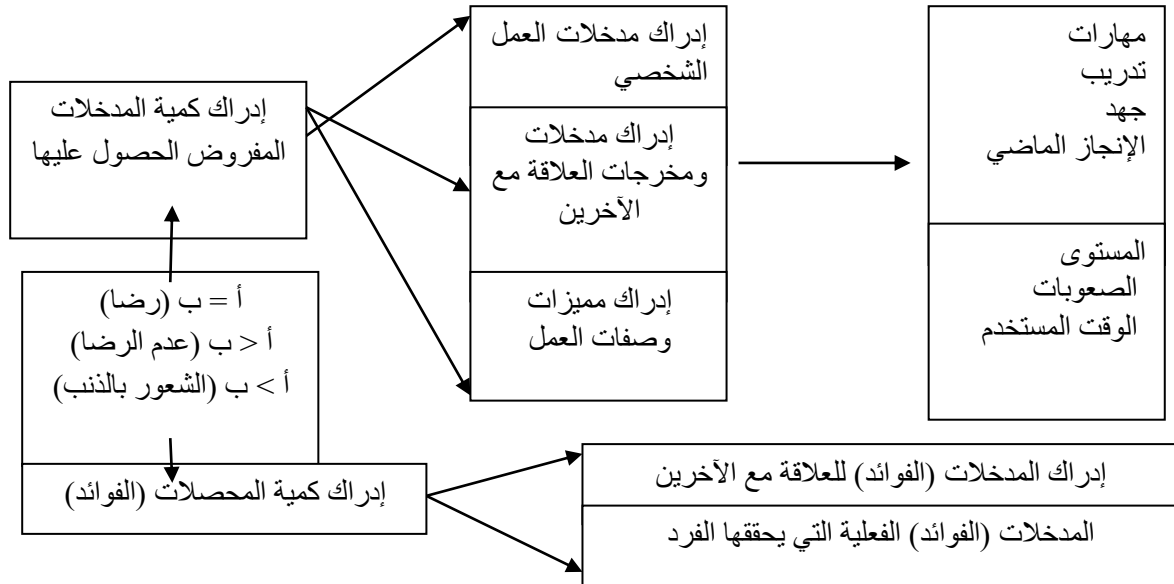 إدراك كمية المدخلات
المفروض الحصول عليها
إدراك مدخلات العمل
الشخصي
إدراك مدخلات
ومخرجات العلاقة مع
الآخرين
إدراك مميزات
وصفات العمل
مهارات
تدريب
جهد
الإنجاز الماضي
المستوى
الصعوبات
الوقت المستخدم
أ = ب (رضا)
أ < ب (عدم الرضا)
أ > ب (الشعور بالذنب)
إدراك كمية المحصلات (الفوائد)
إدراك المدخلات (الفوائد) للعلاقة مع الآخرين
المدخلات (الفوائد) الفعلية التي يحققها الفرد